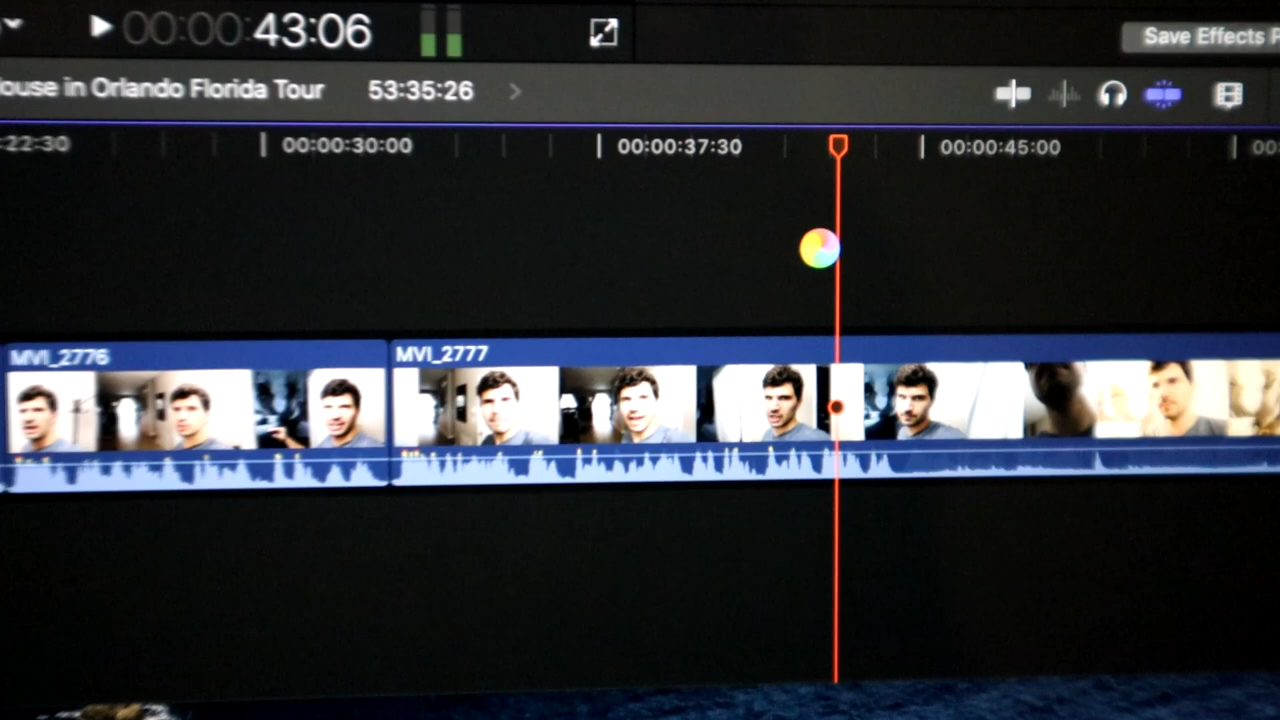 00:00:43:06
Save Effects P
ouse in Orlando Florida Tour 53:35:26
:22:30 00:00:30:00 00:00:37:30 00:00:45:00 00:
MVI_2776 MVI_2777